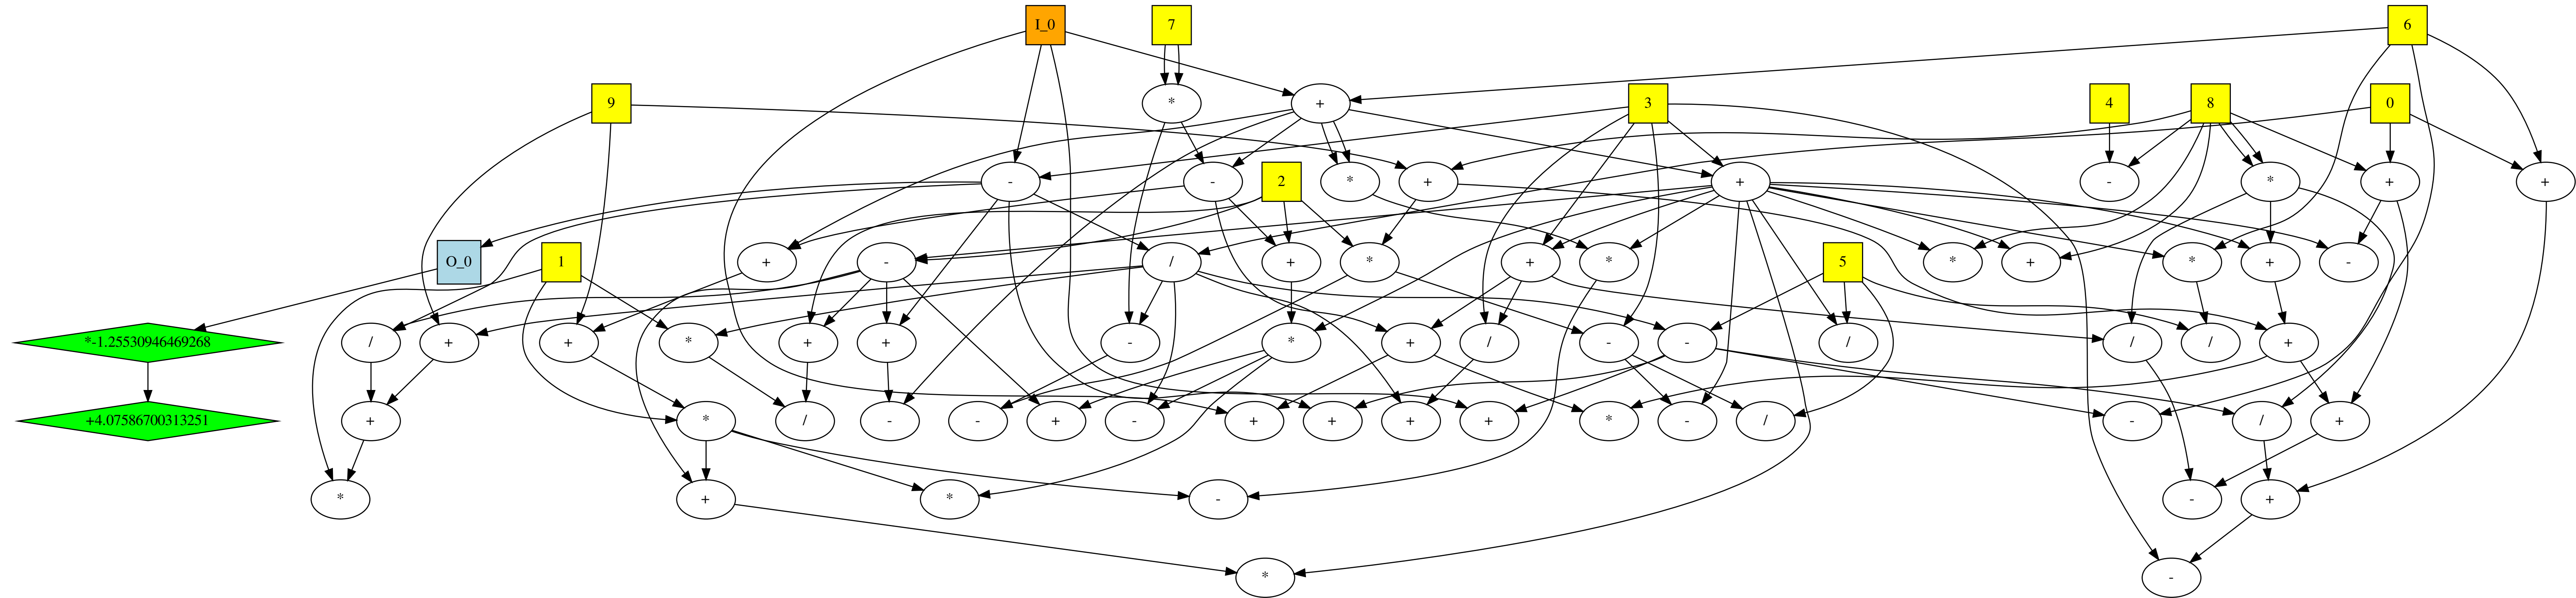 I_0 7 6
9 * + 3 4 8 0
- - 2 * + + - * + +
O_0 1 + - / + * + * 5 * + * + -
*-1.25530946469268 / + + * + + - * + / - - / / / +
+4.07586700313251 + * / - - + - + + + + * - / - / +
* + * - - +
* -